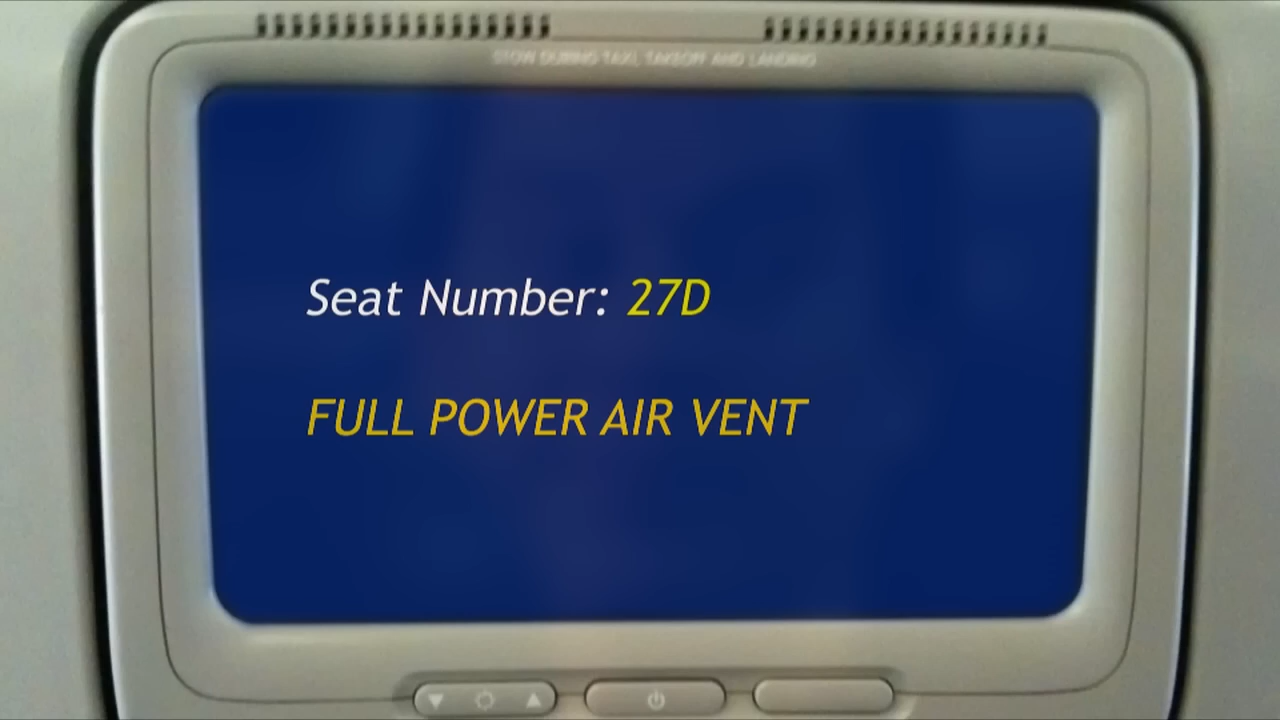 STOW DURING TAXI, TAKEOFF AND LANDING
Seat Number: 27D
FULL POWER AIR VENT